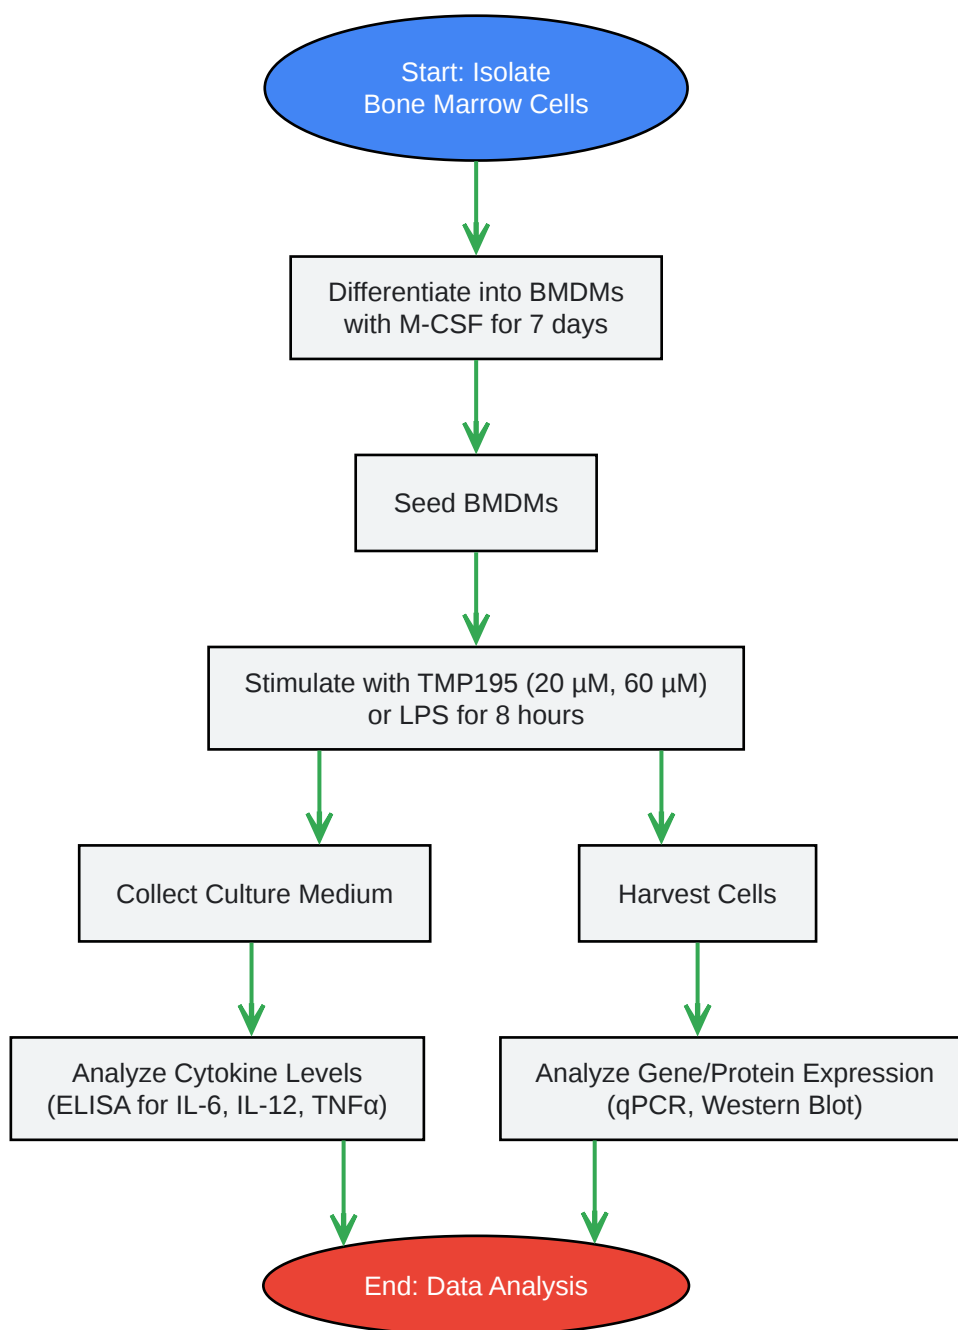 Start: Isolate
Bone Marrow Cells
Differentiate into BMDMs
with M-CSF for 7 days
Seed BMDMs
Stimulate with TMP195 (20 µM, 60 µM)
or LPS for 8 hours
Collect Culture Medium
Harvest Cells
Analyze Cytokine Levels
(ELISA for IL-6, IL-12, TNFα)
Analyze Gene/Protein Expression
(qPCR, Western Blot)
End: Data Analysis